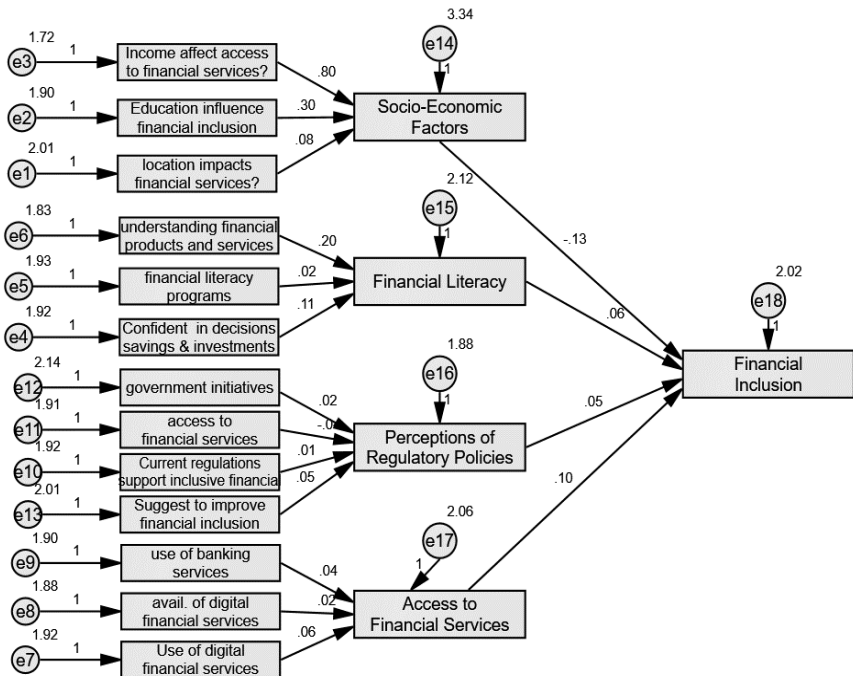 1.72
e3
1
Income affect access
to financial services?
.80
1.90
e2
1
Education influence
financial inclusion
.30
2.01
e1
1
location impacts
financial services?
.08
3.34
e14
1
Socio-Economic
Factors
-.13
1.83
e6
1
understanding financial
products and services
.20
1.93
e5
1
financial literacy
programs
.02
1.92
e4
1
Confident in decisions
savings & investments
.11
2.12
e15
1
Financial Literacy
.06
2.14
e12
1
government initiatives
.02
1.91
e11
1
access to
financial services
-.0
1.92
e10
1
Current regulations
support inclusive financial
.01
2.01
e13
1
Suggest to improve
financial inclusion
.05
1.88
e16
1
Perceptions of
Regulatory Policies
.05
1.90
e9
1
use of banking
services
.04
1.88
e8
1
avail. of digital
financial services
.02
1.92
e7
1
Use of digital
financial services
.06
2.06
e17
1
Access to
Financial Services
.10
2.02
e18
1
Financial
Inclusion